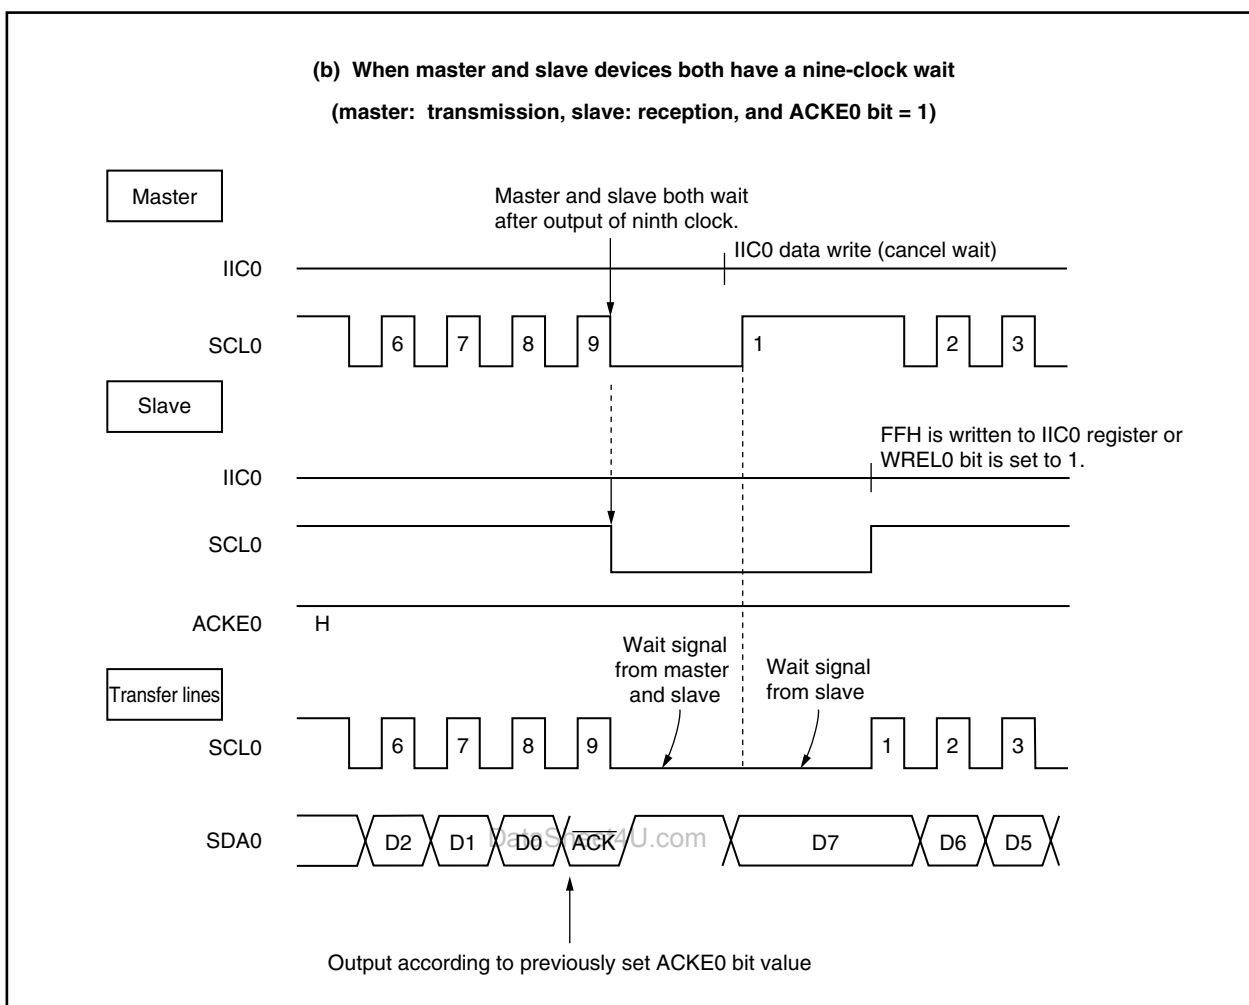 (b) When master and slave devices both have a nine-clock wait
(master: transmission, slave: reception, and ACKE0 bit = 1)
Master
Master and slave both wait
after output of ninth clock.
IIC0 data write (cancel wait)
IIC0
SCL0
6 7 8 9 1 2 3
Slave
FFH is written to IIC0 register or
WREL0 bit is set to 1.
IIC0
SCL0
ACKE0 H
Wait signal
from master
and slave
Wait signal
from slave
Transfer lines
SCL0
6 7 8 9 1 2 3
SDA0
D2 D1 D0 ACK D7 D6 D5
DataSheet4U.com
Output according to previously set ACKE0 bit value